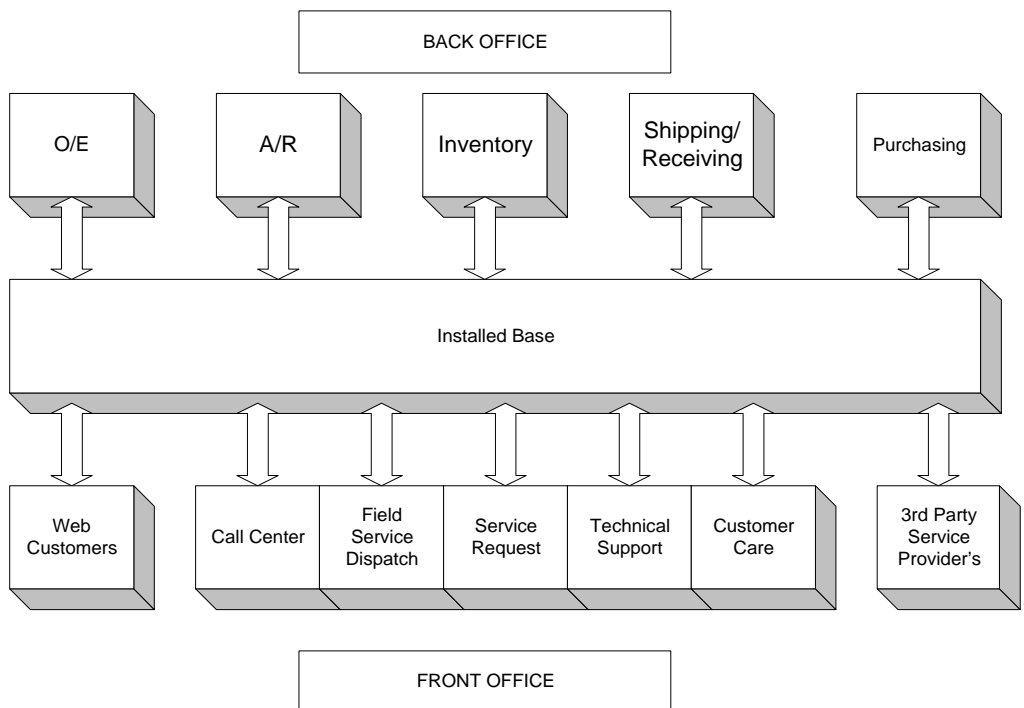 BACK OFFICE
O/E
A/R
Inventory
Shipping/
Receiving
Purchasing
Installed Base
Web
Customers
Call Center
Field
Service
Dispatch
Service
Request
Technical
Support
Customer
Care
3rd Party
Service
Provider's
FRONT OFFICE